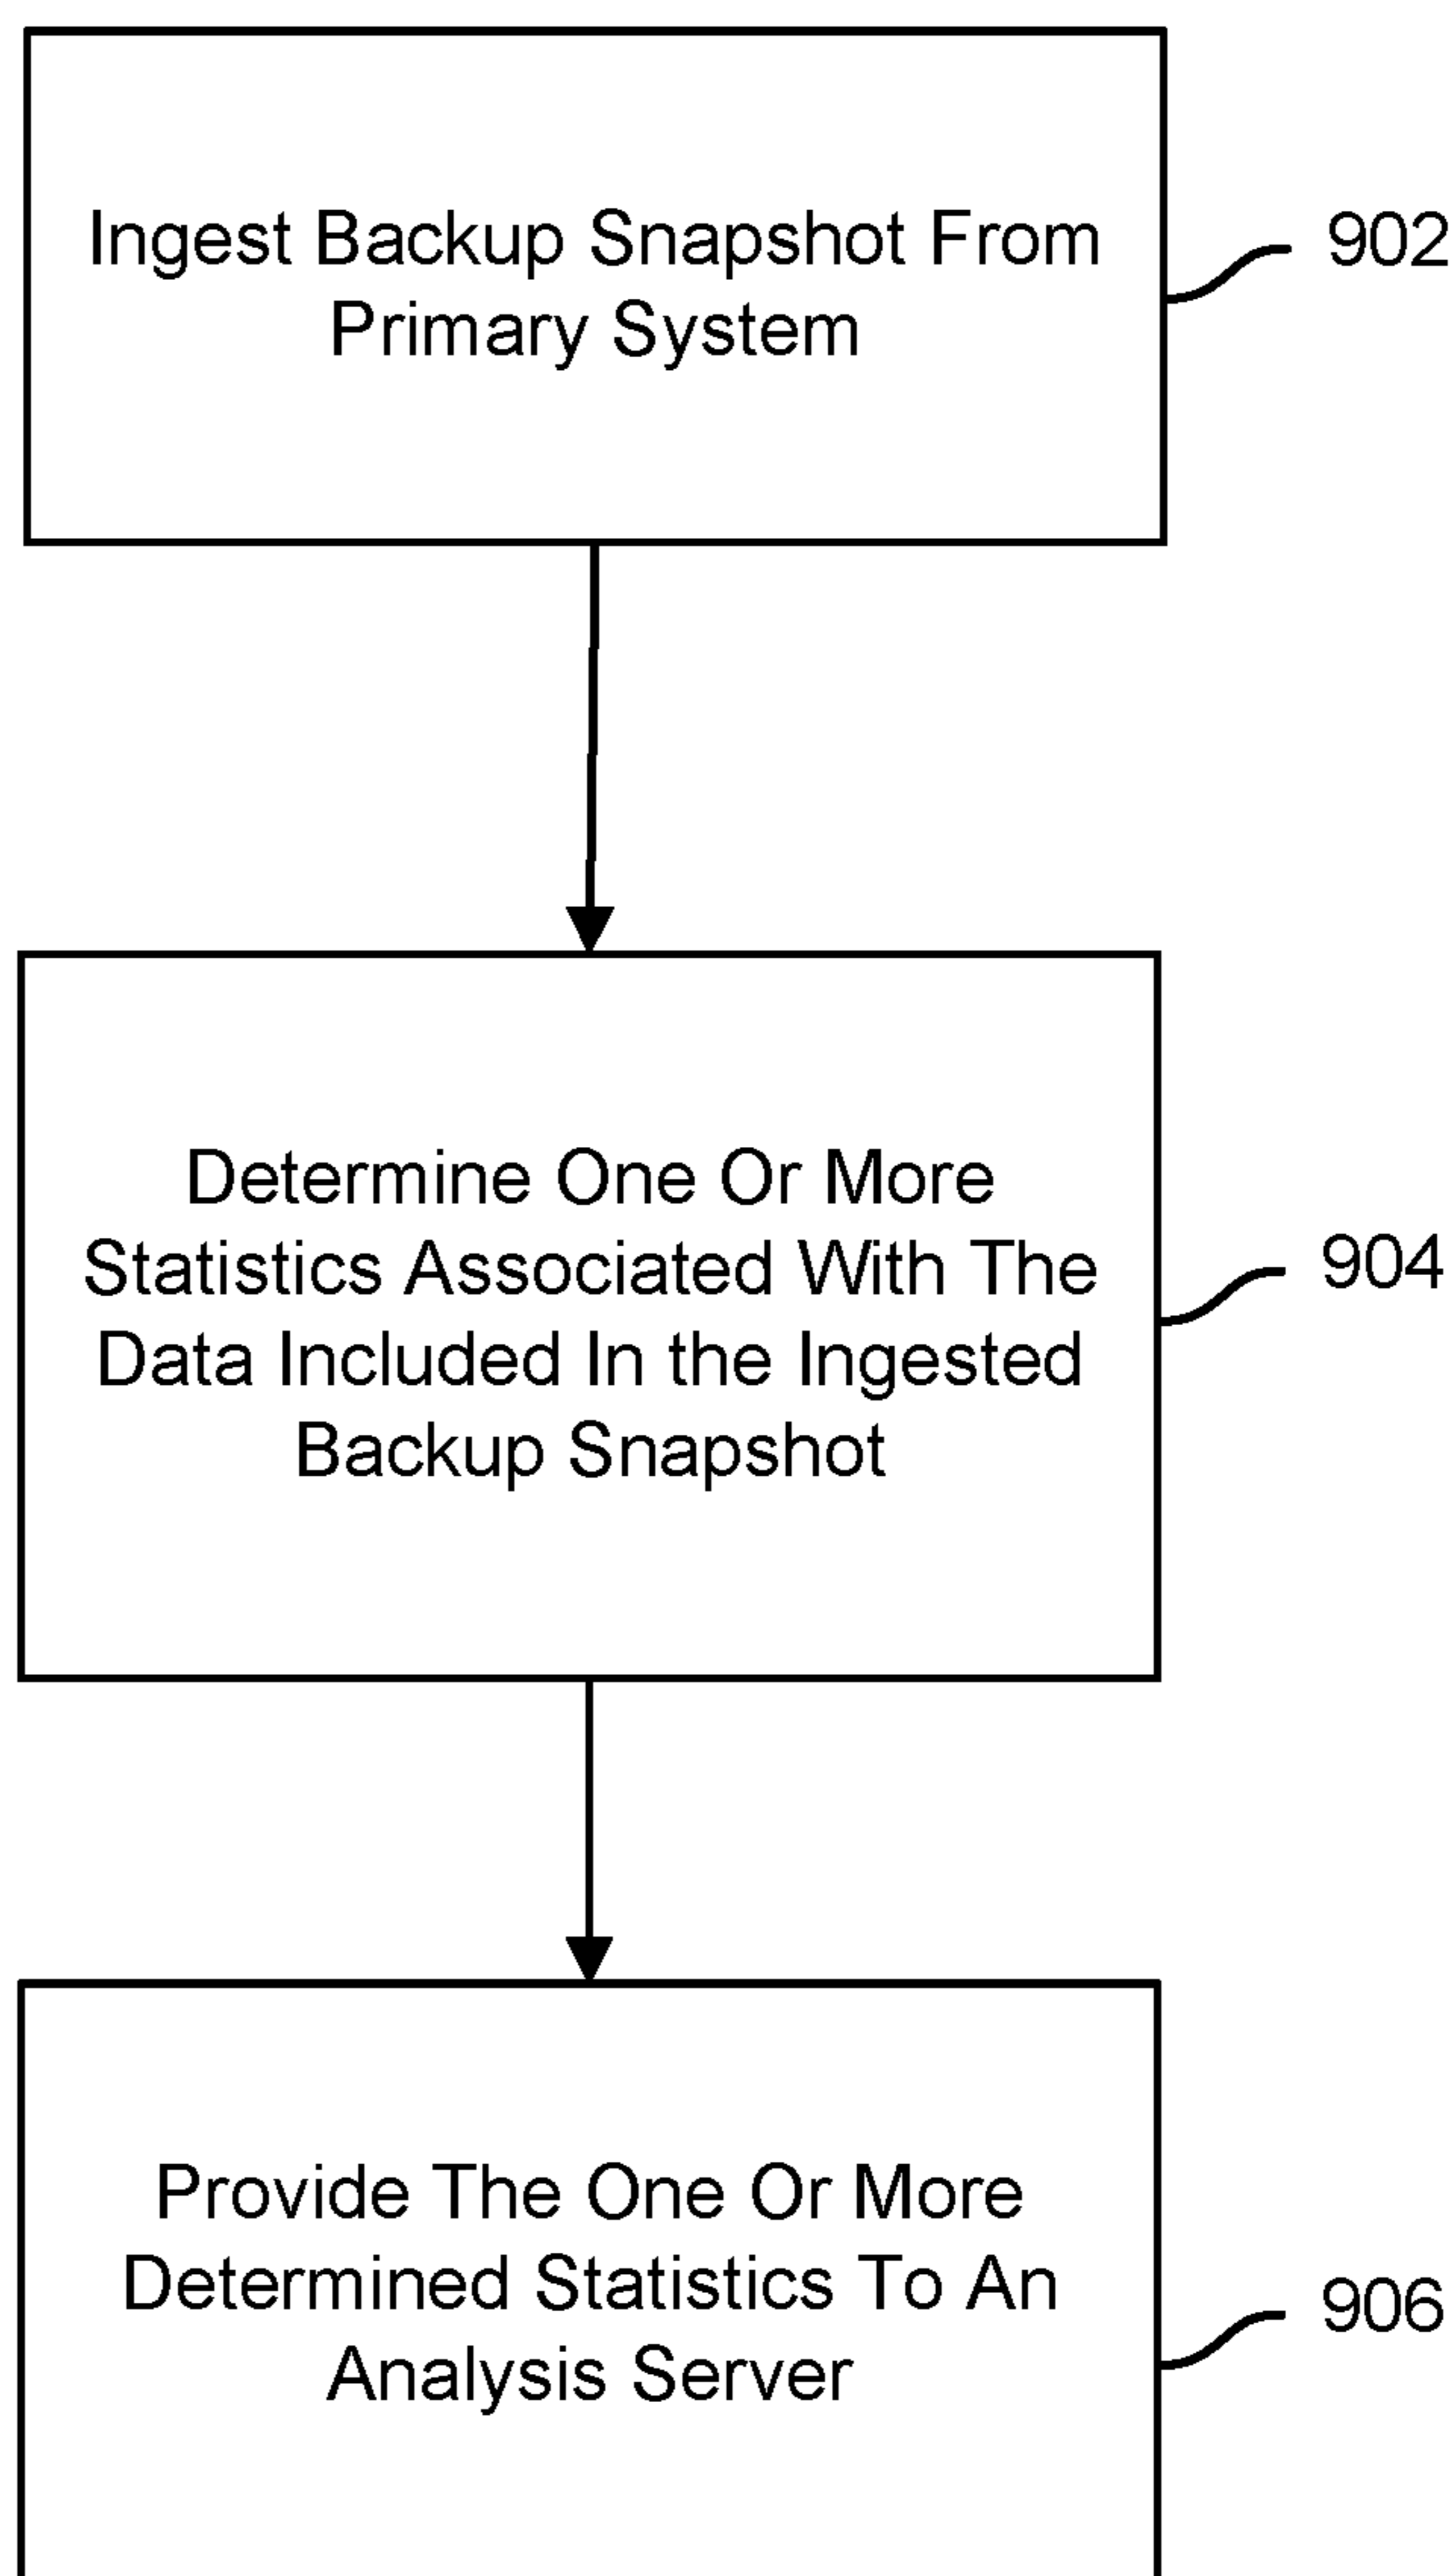 Ingest Backup Snapshot From
Primary System
902
Determine One Or More
Statistics Associated With The
Data Included In the Ingested
Backup Snapshot
904
Provide The One Or More
Determined Statistics To An
Analysis Server
906